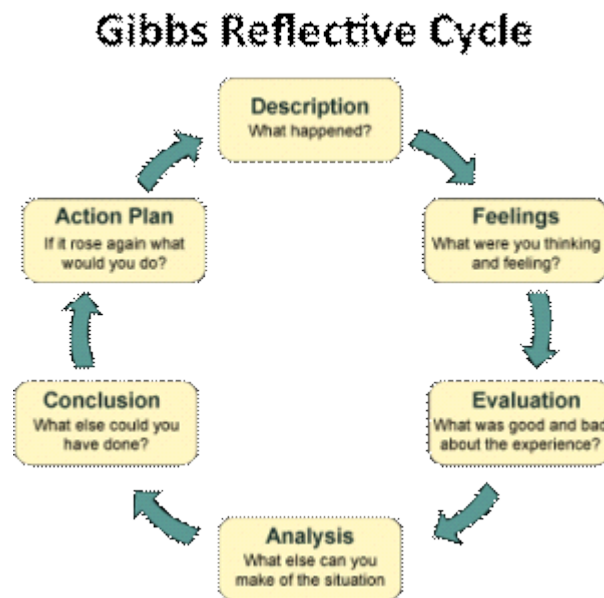 Gibbs Reflective Cycle
Description
What happened?
Feelings
What were you thinking
and feeling?
Evaluation
What was good and bad
about the experience?
Analysis
What else can you
make of the situation
Conclusion
What else could you
have done?
Action Plan
If it rose again what
would you do?